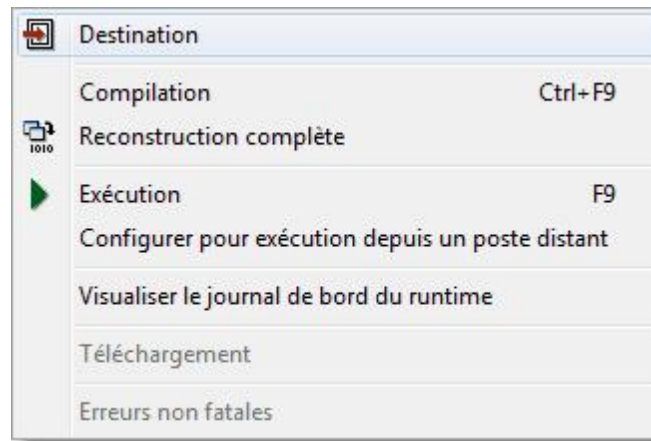 Destination
Compilation Ctrl+F9
1010
Reconstruction complète
Exécution F9
Configurer pour exécution depuis un poste distant
Visualiser le journal de bord du runtime
Téléchargement
Erreurs non fatales